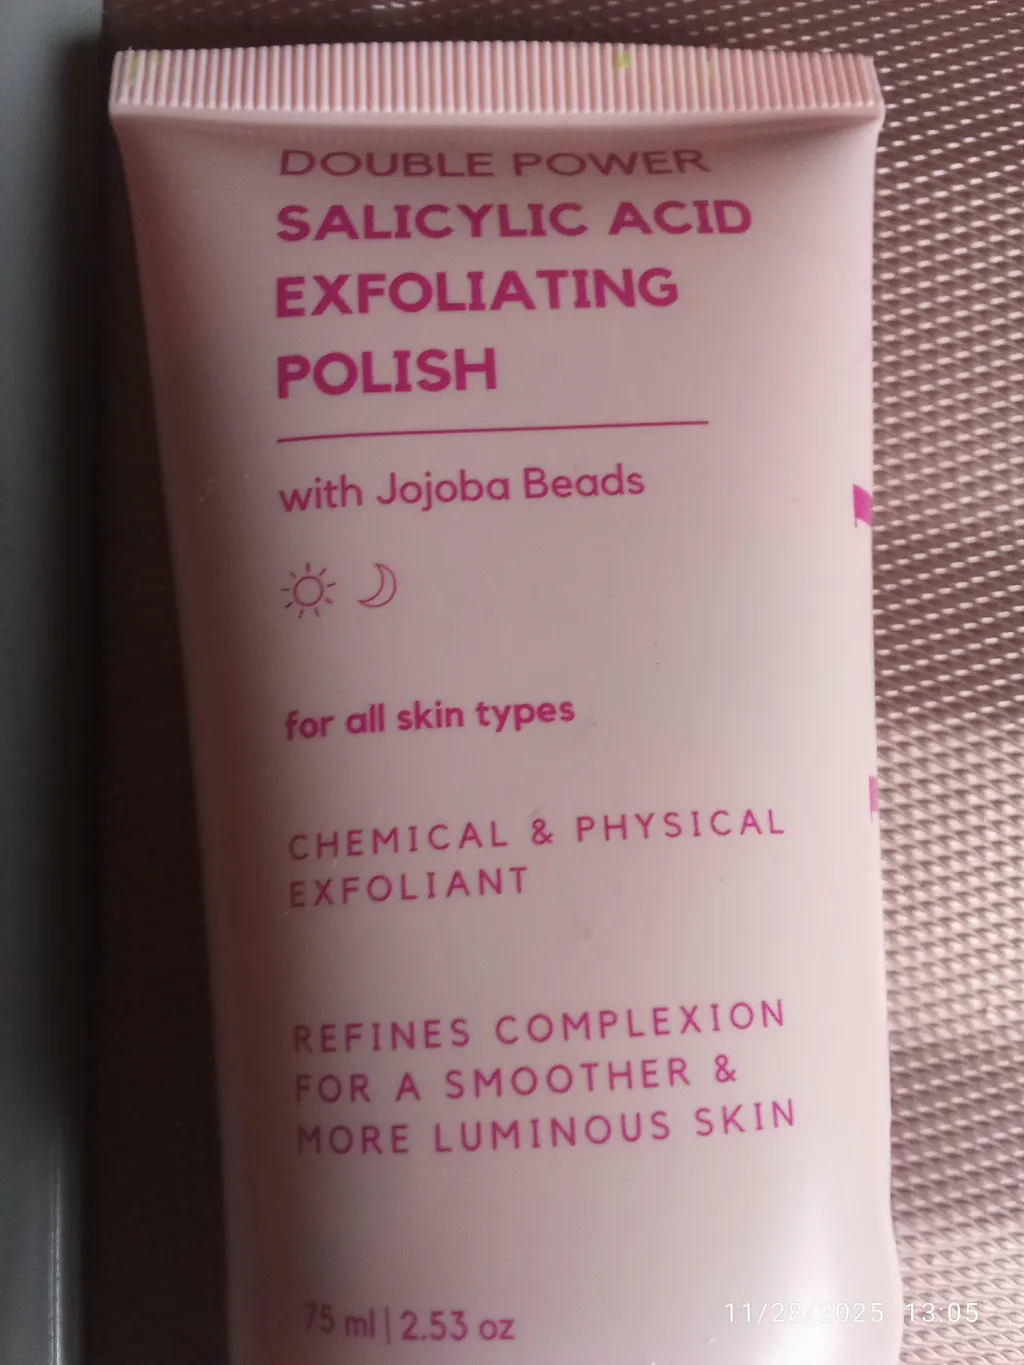 DOUBLE POWER
SALICYLIC ACID
EXFOLIATING
POLISH
with Jojoba Beads
for all skin types
CHEMICAL & PHYSICAL
EXFOLIANT
REFINES COMPLEXION
FOR A SMOOTHER &
MORE LUMINOUS SKIN
75 ml | 2.53 oz
11/28/2025 13:05